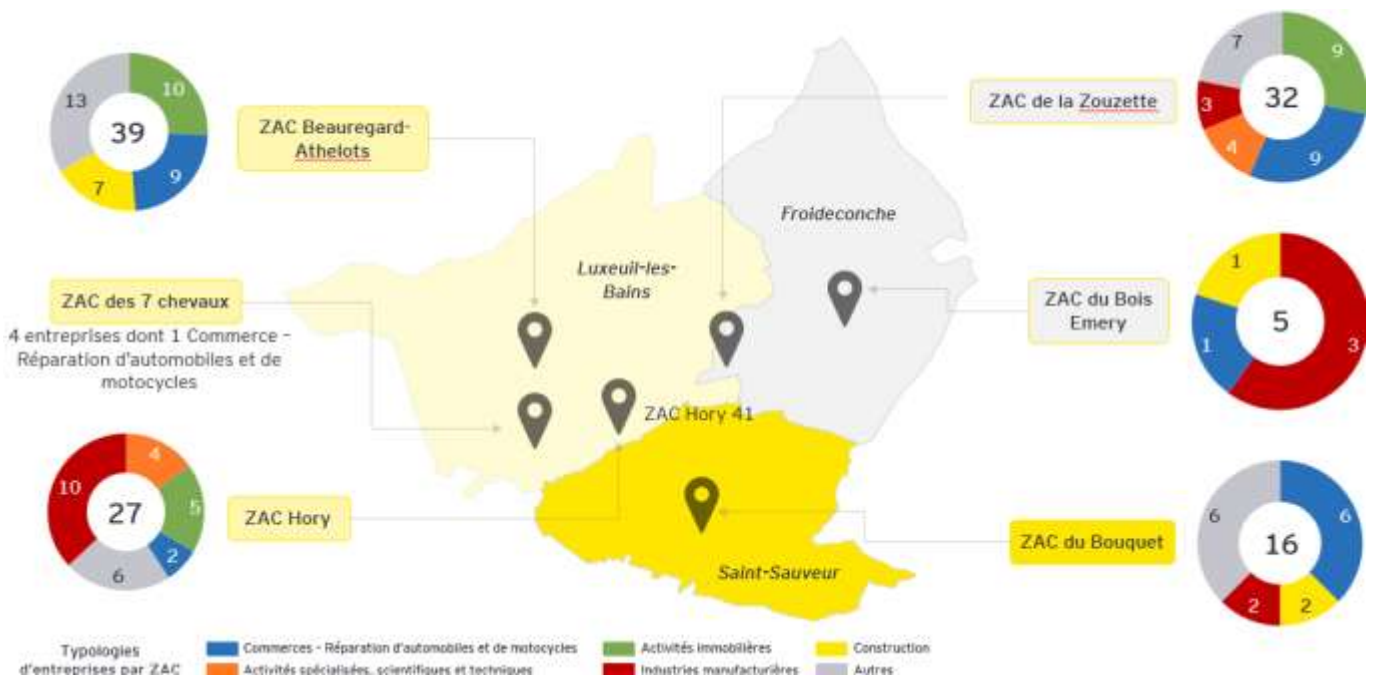 13
10
39
7
9
ZAC Beauregard-
Athelots
ZAC de la Zouzette
7
9
3
32
4
9
Froideconche
Luxeuil-les-
Bains
ZAC des 7 chevaux
4 entreprises dont 1 Commerce –
Réparation d'automobiles et de
motocycles
ZAC du Bois
Emery
1
5
1
3
ZAC Hory 41
10
4
27
5
2
6
ZAC Hory
ZAC du Bouquet
6
6
16
2
2
Saint-Sauveur
Typologies
d'entreprises par ZAC
Commerces – Réparation d'automobiles et de motocycles
Activités spécialisées, scientifiques et techniques
Activités immobilières
Industries manufacturières
Construction
Autres